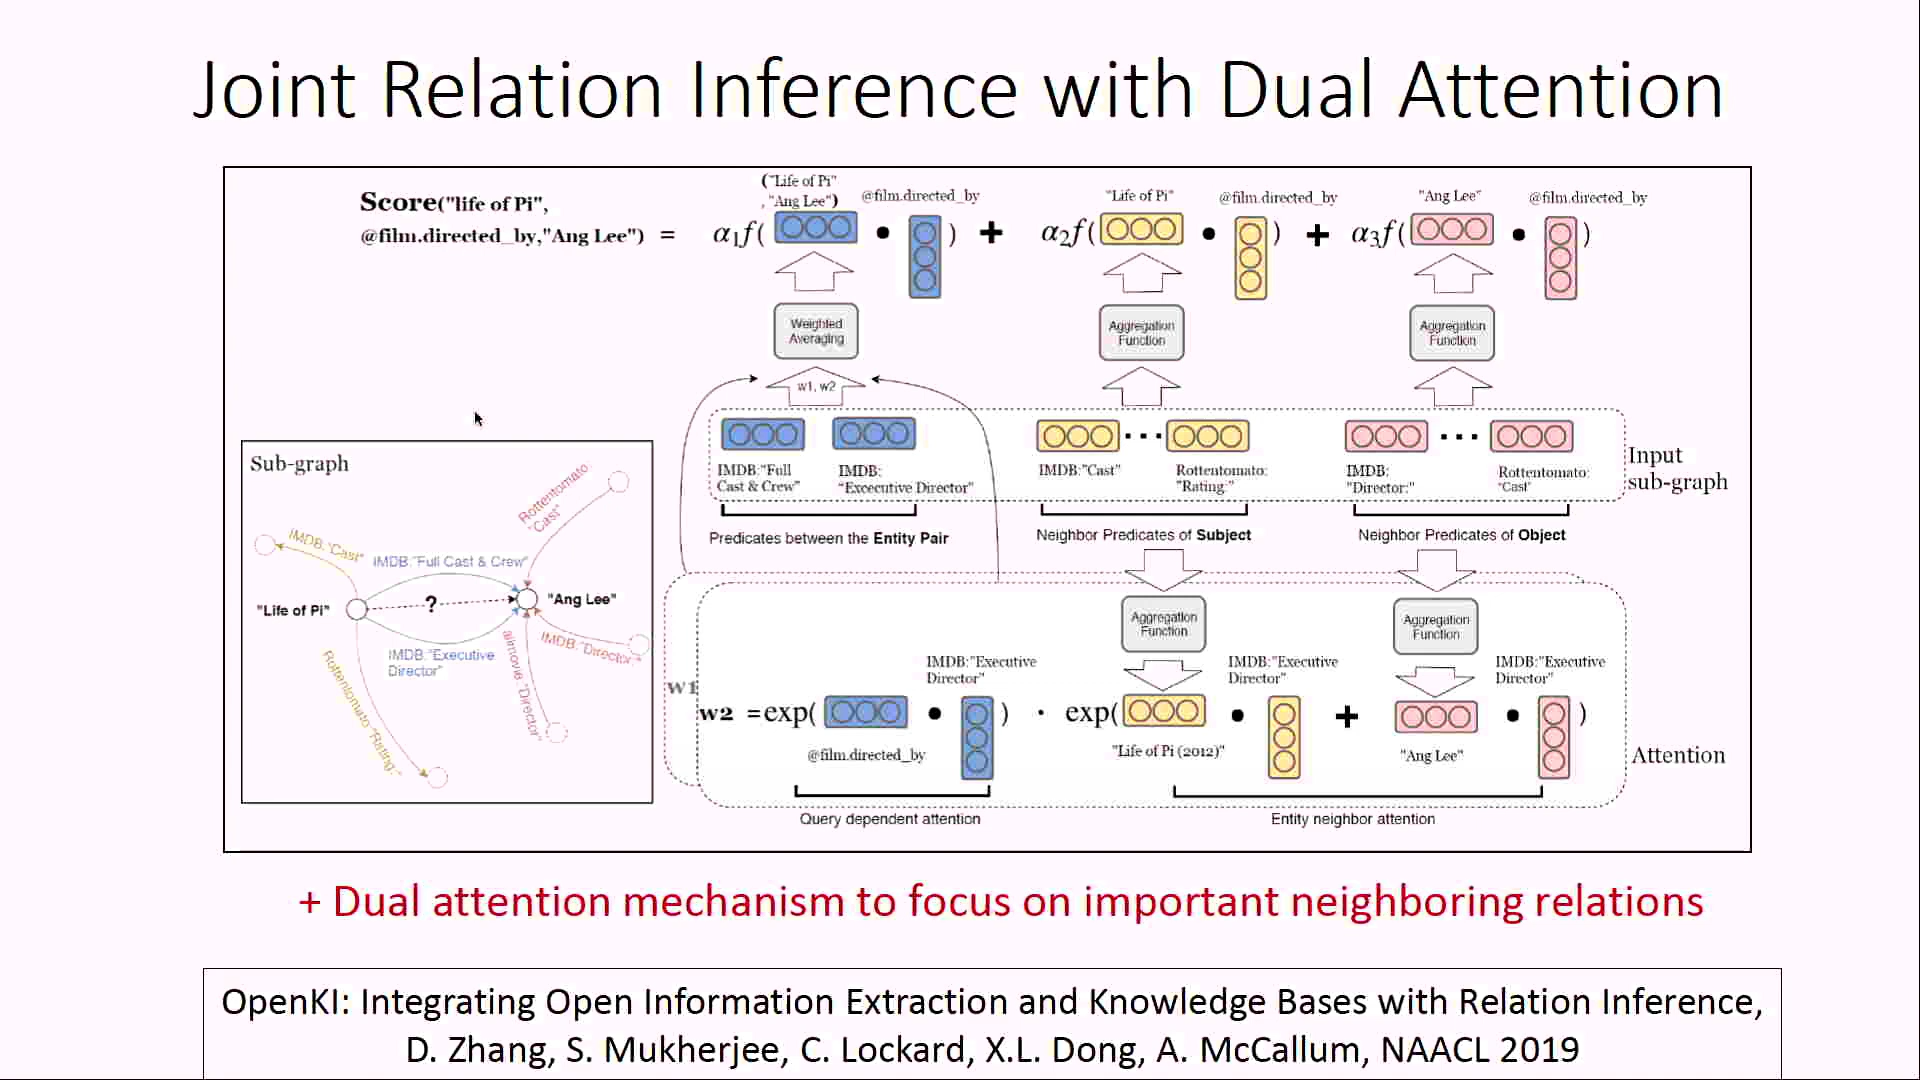 Joint Relation Inference with Dual Attention
Score("life of Pi",
@film.directed_by,"Ang Lee") =
α1f(
("Life of Pi"
, "Ang Lee")
@film.directed_by
) +
α2f(
"Life of Pi"
@film.directed_by
) +
α3f(
"Ang Lee"
@film.directed_by
)
Weighted
Averaging
Aggregation
Function
Aggregation
Function
w1, w2
IMDB:"Full
Cast & Crew"
IMDB:
"Excecutive Director"
IMDB:"Cast"
Rottentomato:
"Rating:"
IMDB:
"Director:"
Rottentomato:
"Cast"
Input
sub-graph
Predicates between the Entity Pair
Neighbor Predicates of Subject
Neighbor Predicates of Object
Sub-graph
Rottentomato:
"Cast"
IMDB:"Cast"
IMDB:"Full Cast & Crew"
"Life of Pi"
?
"Ang Lee"
IMDB:"Executive
Director"
IMDB:"Director:"
allmovie:"Director"
Rottentomato:"Rating:"
Aggregation
Function
Aggregation
Function
IMDB:"Executive
Director"
IMDB:"Executive
Director"
IMDB:"Executive
Director"
w1
w2 =exp( • ) · exp( • + • )
@film.directed_by
"Life of Pi (2012)"
"Ang Lee"
Attention
Query dependent attention
Entity neighbor attention
+ Dual attention mechanism to focus on important neighboring relations
OpenKI: Integrating Open Information Extraction and Knowledge Bases with Relation Inference,
D. Zhang, S. Mukherjee, C. Lockard, X.L. Dong, A. McCallum, NAACL 2019